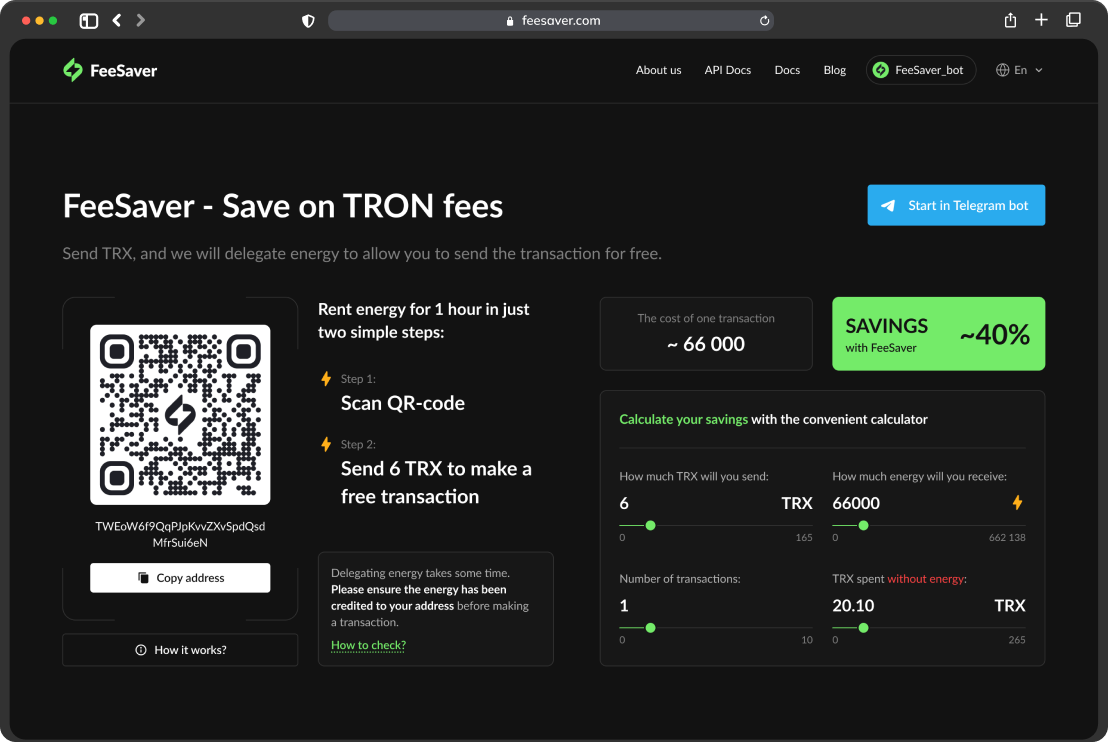 feesaver.com
FeeSaver
About us
API Docs
Docs
Blog
FeeSaver_bot
En
FeeSaver - Save on TRON fees
Start in Telegram bot
Send TRX, and we will delegate energy to allow you to send the transaction for free.
TWEoW6f9QqPJpKvvZXvSpdQsd
MfrSui6eN
Copy address
How it works?
Rent energy for 1 hour in just
two simple steps:
Step 1:
Scan QR-code
Step 2:
Send 6 TRX to make a
free transaction
Delegating energy takes some time.
Please ensure the energy has been
credited to your address before making
a transaction.
How to check?
The cost of one transaction
~ 66 000
SAVINGS
with FeeSaver
~40%
Calculate your savings with the convenient calculator
How much TRX will you send:
6 TRX
0 165
How much energy will you receive:
66000
0 662 138
Number of transactions:
1
0 10
TRX spent without energy:
20.10 TRX
0 265